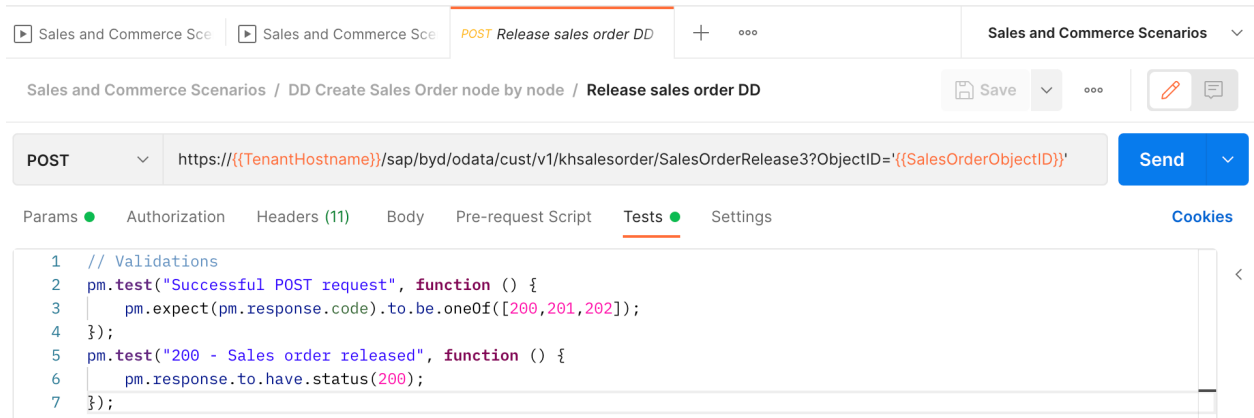 Sales and Commerce Sce Sales and Commerce Sce POST Release sales order DD Sales and Commerce Scenarios
Sales and Commerce Scenarios / DD Create Sales Order node by node / Release sales order DD Save
POST https://{{TenantHostname}}/sap/byd/odata/cust/v1/khsalesorder/SalesOrderRelease3?ObjectID='{{SalesOrderObjectID}}' Send
Params Authorization Headers (11) Body Pre-request Script Tests Settings Cookies
1 // Validations
2 pm.test("Successful POST request", function () {
3 pm.expect(pm.response.code).to.be.oneOf([200,201,202]);
4 });
5 pm.test("200 - Sales order released", function () {
6 pm.response.to.have.status(200);
7 });